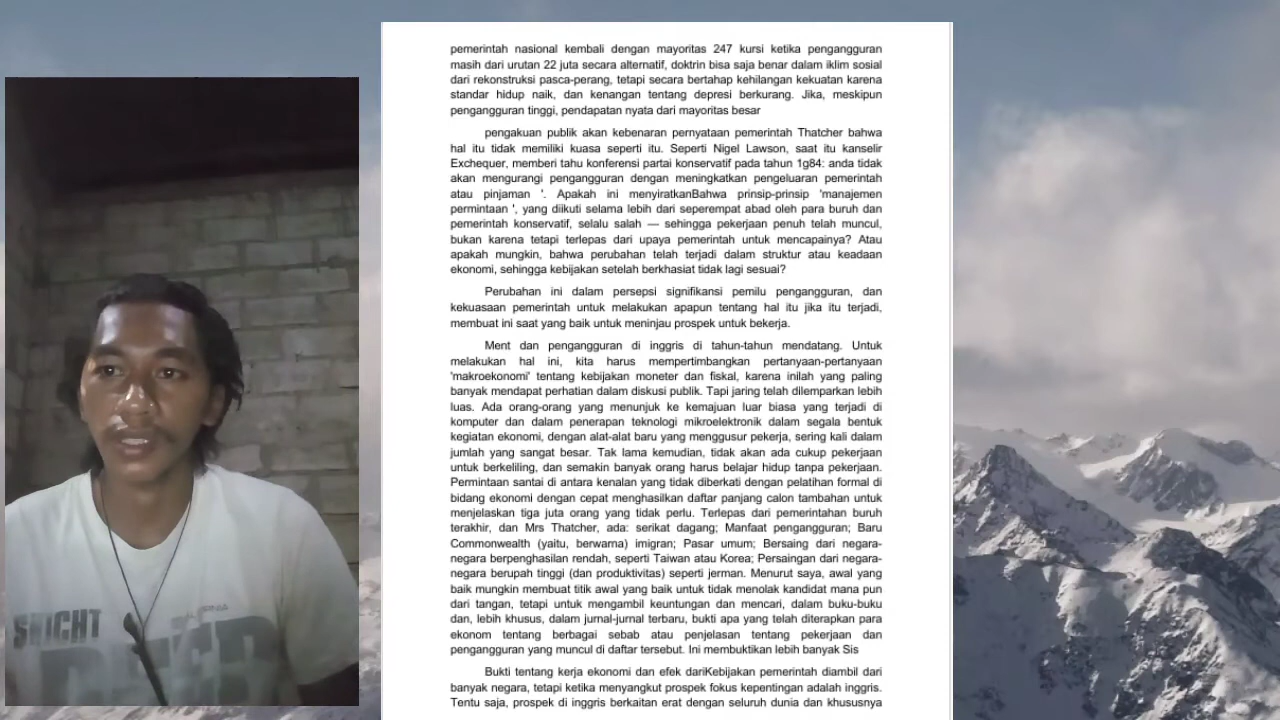 pemerintah nasional kembali dengan mayoritas 247 kursi ketika pengangguran
masih dari urutan 22 juta secara alternatif, doktrin bisa saja benar dalam iklim sosial
dari rekonstruksi pasca-perang, tetapi secara bertahap kehilangan kekuatan karena
standar hidup naik, dan kenangan tentang depresi berkurang. Jika, meskipun
pengangguran tinggi, pendapatan nyata dari mayoritas besar
pengakuan publik akan kebenaran pernyataan pemerintah Thatcher bahwa
hal itu tidak memiliki kuasa seperti itu. Seperti Nigel Lawson, saat itu kanselir
Exchequer, memberi tahu konferensi partai konservatif pada tahun 1g84: anda tidak
akan mengurangi pengangguran dengan meningkatkan pengeluaran pemerintah
atau pinjaman '. Apakah ini menyiratkanBahwa prinsip-prinsip 'manajemen
permintaan ', yang diikuti selama lebih dari seperempat abad oleh para buruh dan
pemerintah konservatif, selalu salah — sehingga pekerjaan penuh telah muncul,
bukan karena tetapi terlepas dari upaya pemerintah untuk mencapainya? Atau
apakah mungkin, bahwa perubahan telah terjadi dalam struktur atau keadaan
ekonomi, sehingga kebijakan setelah berkhasiat tidak lagi sesuai?
Perubahan ini dalam persepsi signifikansi pemilu pengangguran, dan
kekuasaan pemerintah untuk melakukan apapun tentang hal itu jika itu terjadi,
membuat ini saat yang baik untuk meninjau prospek untuk bekerja.
Ment dan pengangguran di inggris di tahun-tahun mendatang. Untuk
melakukan hal ini, kita harus mempertimbangkan pertanyaan-pertanyaan
'makroekonomi' tentang kebijakan moneter dan fiskal, karena inilah yang paling
banyak mendapat perhatian dalam diskusi publik. Tapi jaring telah dilemparkan lebih
luas. Ada orang-orang yang menunjuk ke kemajuan luar biasa yang terjadi di
komputer dan dalam penerapan teknologi mikroelektronik dalam segala bentuk
kegiatan ekonomi, dengan alat-alat baru yang menggusur pekerja, sering kali dalam
jumlah yang sangat besar. Tak lama kemudian, tidak akan ada cukup pekerjaan
untuk berkeliling, dan semakin banyak orang harus belajar hidup tanpa pekerjaan.
Permintaan santai di antara kenalan yang tidak diberkati dengan pelatihan formal di
bidang ekonomi dengan cepat menghasilkan daftar panjang calon tambahan untuk
menjelaskan tiga juta orang yang tidak perlu. Terlepas dari pemerintahan buruh
terakhir, dan Mrs Thatcher, ada: serikat dagang; Manfaat pengangguran; Baru
Commonwealth (yaitu, berwarna) imigran; Pasar umum; Bersaing dari negara-
negara berpenghasilan rendah, seperti Taiwan atau Korea; Persaingan dari negara-
negara berupah tinggi (dan produktivitas) seperti jerman. Menurut saya, awal yang
baik mungkin membuat titik awal yang baik untuk tidak menolak kandidat mana pun
dari tangan, tetapi untuk mengambil keuntungan dan mencari, dalam buku-buku
dan, lebih khusus, dalam jurnal-jurnal terbaru, bukti apa yang telah diterapkan para
ekonom tentang berbagai sebab atau penjelasan tentang pekerjaan dan
pengangguran yang muncul di daftar tersebut. Ini membuktikan lebih banyak Sis
Bukti tentang kerja ekonomi dan efek dariKebijakan pemerintah diambil dari
banyak negara, tetapi ketika menyangkut prospek fokus kepentingan adalah inggris.
Tentu saja, prospek di inggris berkaitan erat dengan seluruh dunia dan khususnya